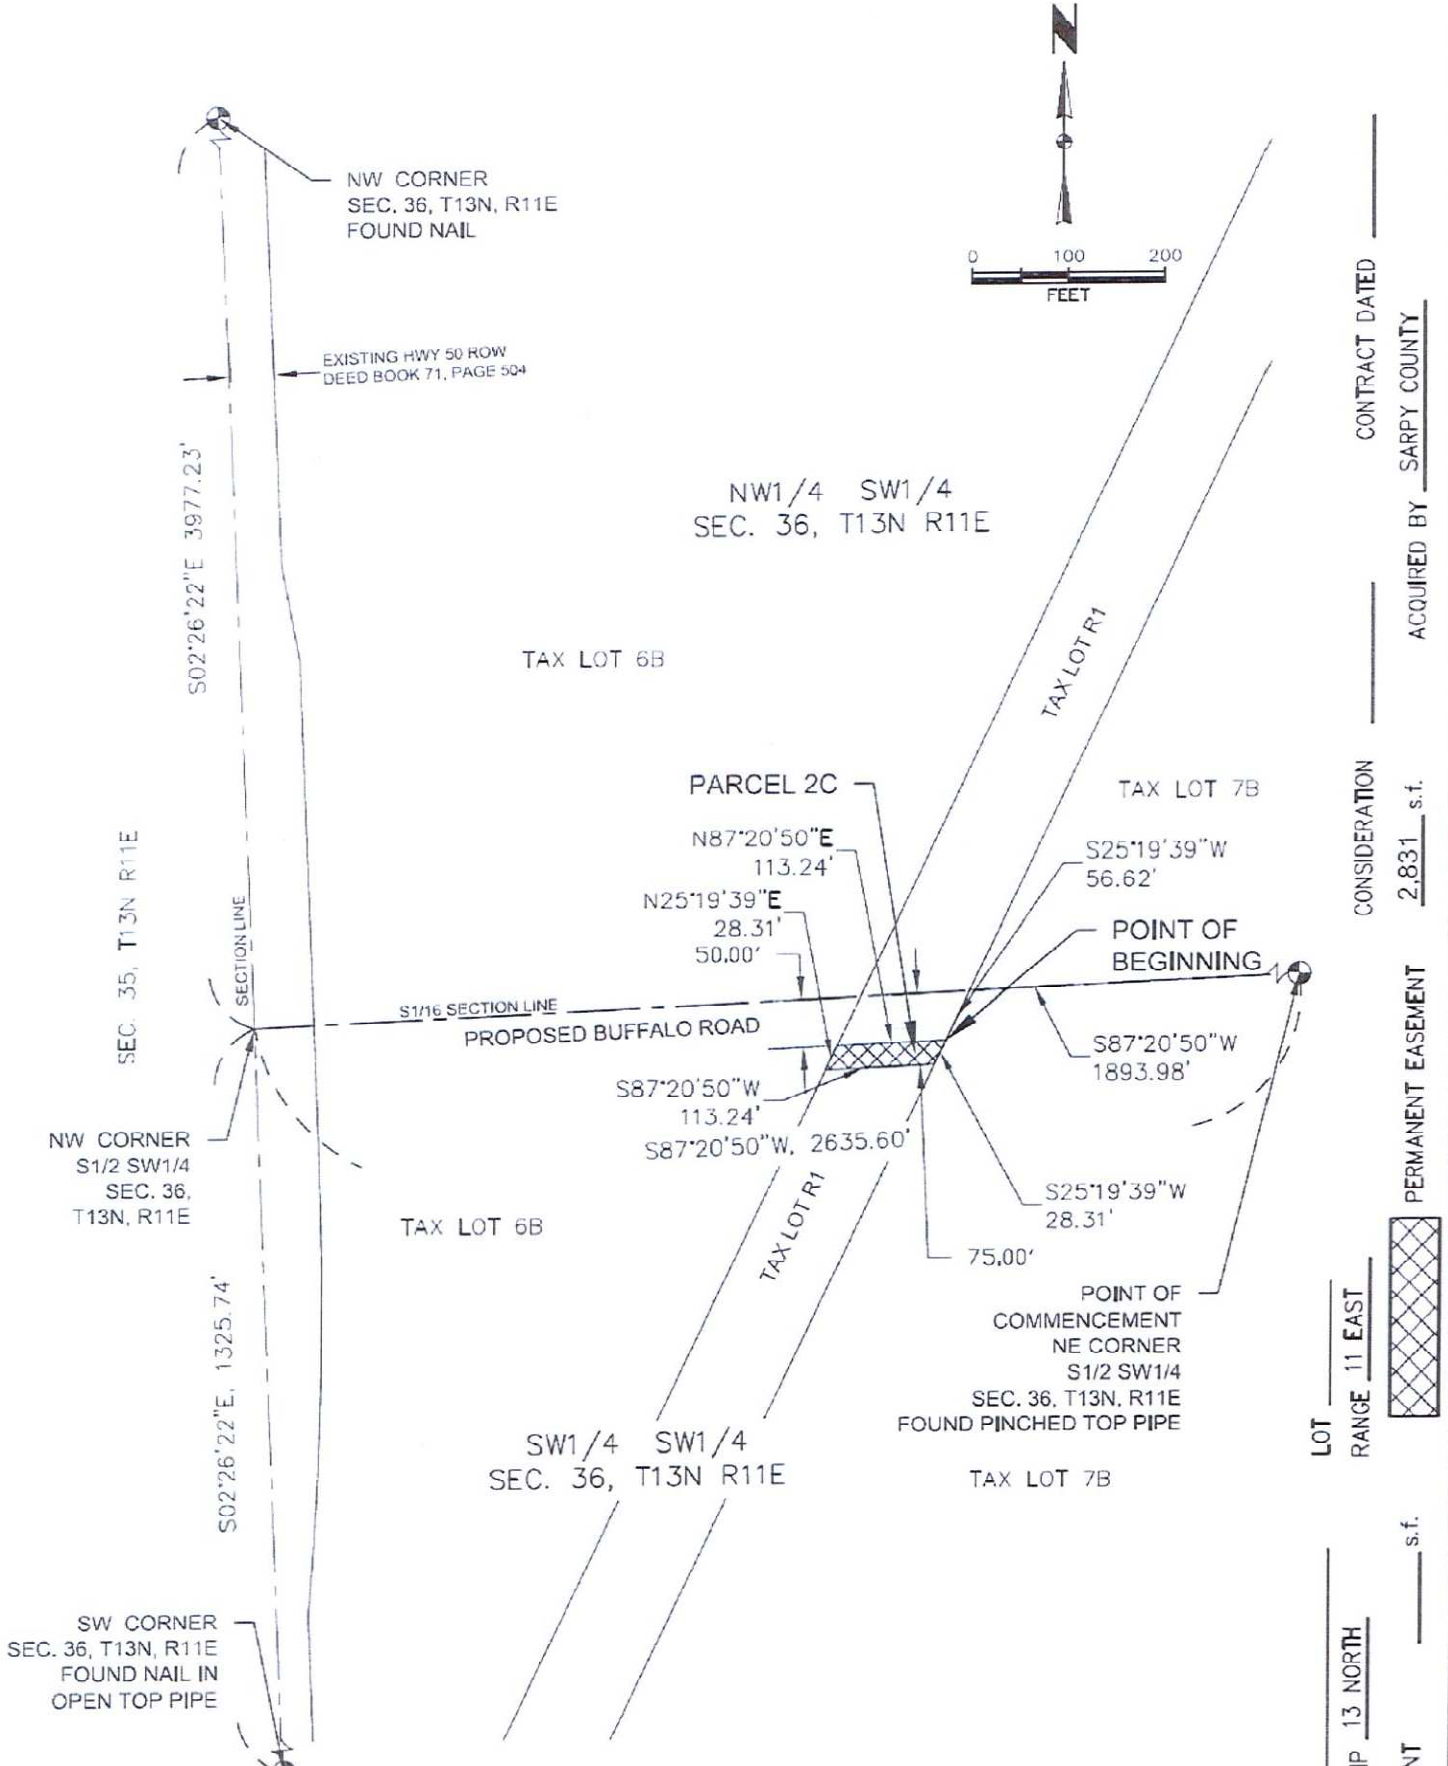 N
0 100 200
FEET
NW CORNER
SEC. 36, T13N, R11E
FOUND NAIL
EXISTING HWY 50 ROW
DEED BOOK 71, PAGE 504
S02°26'22"E 3977.23'
NW1/4 SW1/4
SEC. 36, T13N R11E
TAX LOT R1
TAX LOT 6B
PARCEL 2C
TAX LOT 7B
N87°20'50"E
113.24'
S25°19'39"W
56.62'
N25°19'39"E
28.31'
50.00'
POINT OF
BEGINNING
SEC. 35, T13N R11E
SECTION LINE
S1/16 SECTION LINE
PROPOSED BUFFALO ROAD
S87°20'50"W
1893.98'
S87°20'50"W
113.24'
S87°20'50"W, 2635.60'
NW CORNER
S1/2 SW1/4
SEC. 36,
T13N, R11E
TAX LOT 6B
TAX LOT R1
S25°19'39"W
28.31'
75.00'
POINT OF
COMMENCEMENT
NE CORNER
S1/2 SW1/4
SEC. 36, T13N, R11E
FOUND PINCHED TOP PIPE
S02°26'22"E, 1325.74'
SW1/4 SW1/4
SEC. 36, T13N R11E
TAX LOT 7B
SW CORNER
SEC. 36, T13N, R11E
FOUND NAIL IN
OPEN TOP PIPE
CONTRACT DATED
ACQUIRED BY SARPY COUNTY
CONSIDERATION
2,831 s.f.
PERMANENT EASEMENT
LOT
RANGE 11 EAST
s.f.
IP 13 NORTH
NT